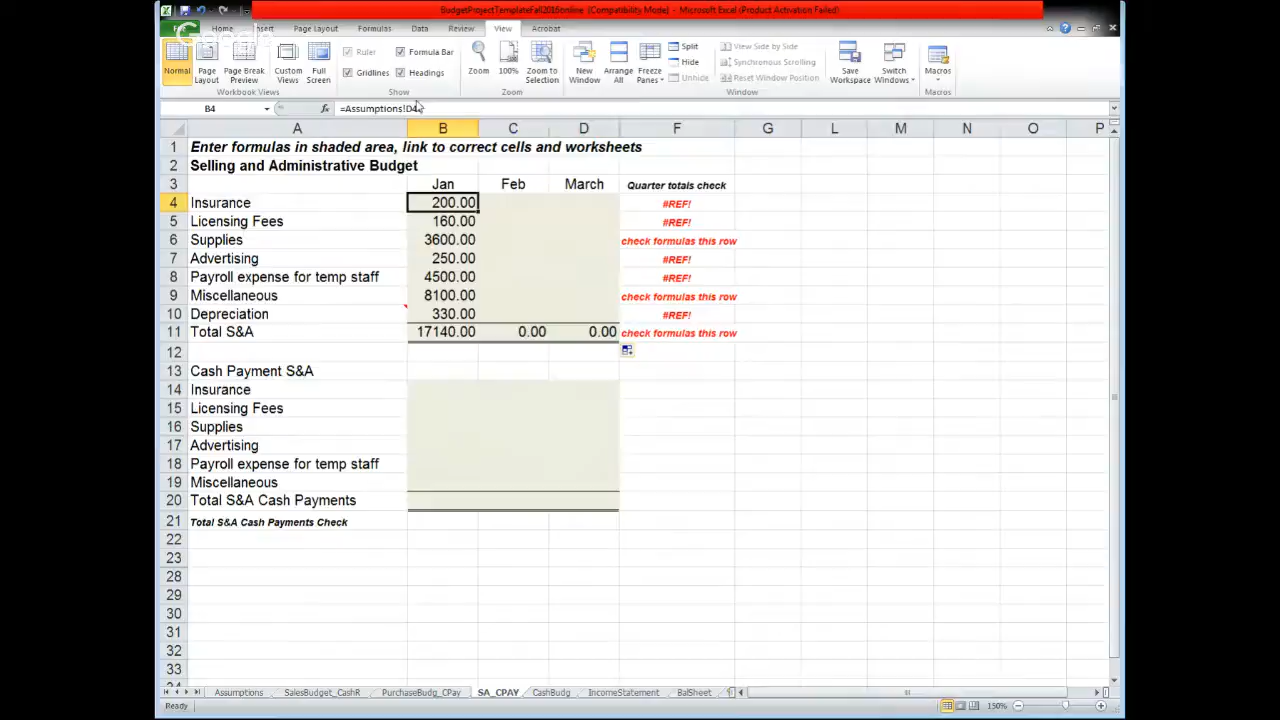 BudgetProjectTemplateFall2016online [Compatibility Mode] - Microsoft Excel (Product Activation Failed)
File Home Insert Page Layout Formulas Data Review View Acrobat
Normal Page Layout Page Break Preview Custom Views Full Screen
Workbook Views
Ruler Formula Bar
Gridlines Headings
Show
Zoom 100% Zoom to Selection
Zoom
New Window Arrange All Freeze Panes
Split
Hide
Unhide
View Side by Side
Synchronous Scrolling
Reset Window Position
Window
Save Workspace Switch Windows
Macros
Macros
B4 fx =Assumptions!D4
A B C D F G L M N O P
1 Enter formulas in shaded area, link to correct cells and worksheets
2 Selling and Administrative Budget
3 Jan Feb March Quarter totals check
4 Insurance 200.00 #REF!
5 Licensing Fees 160.00 #REF!
6 Supplies 3600.00 check formulas this row
7 Advertising 250.00 #REF!
8 Payroll expense for temp staff 4500.00 #REF!
9 Miscellaneous 8100.00 check formulas this row
10 Depreciation 330.00 #REF!
11 Total S&A 17140.00 0.00 0.00 check formulas this row
12
13 Cash Payment S&A
14 Insurance
15 Licensing Fees
16 Supplies
17 Advertising
18 Payroll expense for temp staff
19 Miscellaneous
20 Total S&A Cash Payments
21 Total S&A Cash Payments Check
22
23
28
29
30
31
32
33
Assumptions SalesBudget_CashR PurchaseBudg_CPay SA_CPAY CashBudg IncomeStatement BalSheet
Ready 150%